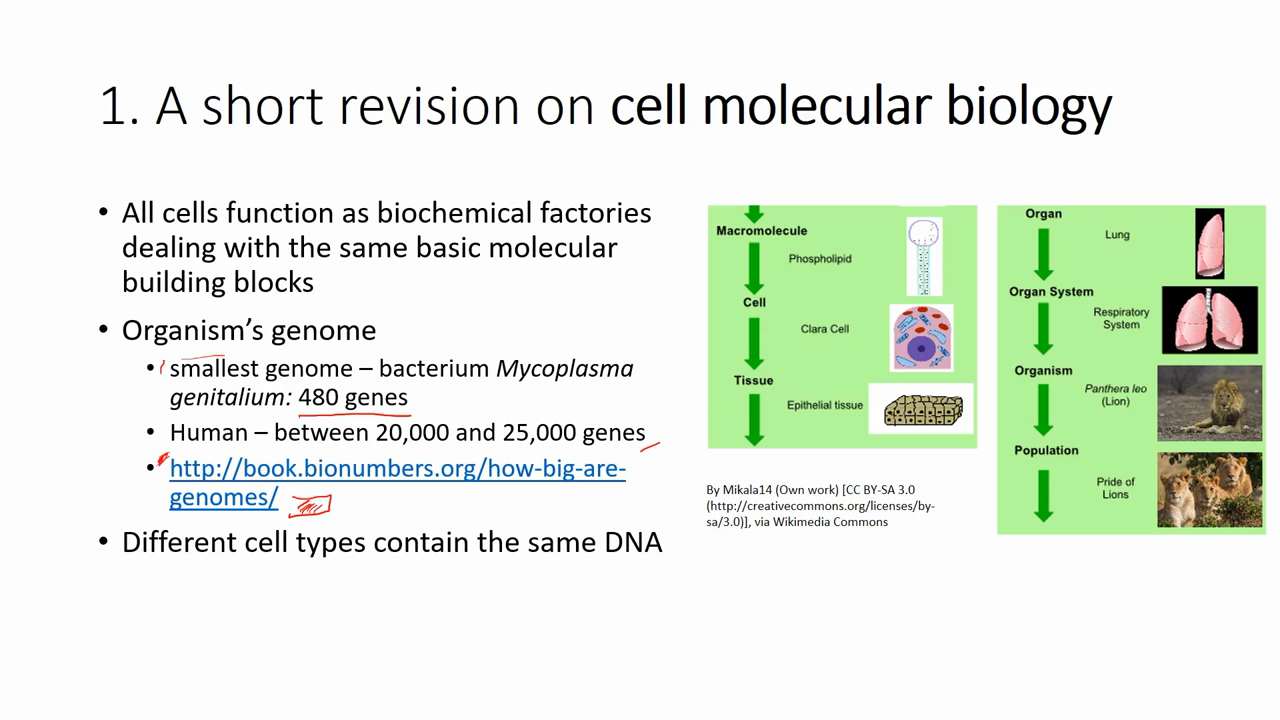 1. A short revision on cell molecular biology
• All cells function as biochemical factories
dealing with the same basic molecular
building blocks
• Organism's genome
• smallest genome – bacterium Mycoplasma
genitalium: 480 genes
• Human – between 20,000 and 25,000 genes
• http://book.bionumbers.org/how-big-are-
genomes/
• Different cell types contain the same DNA
Macromolecule
Phospholipid
Cell
Clara Cell
Tissue
Epithelial tissue
By Mikala14 (Own work) [CC BY-SA 3.0
(http://creativecommons.org/licenses/by-
sa/3.0)], via Wikimedia Commons
Organ
Lung
Organ System
Respiratory
System
Organism
Panthera leo
(Lion)
Population
Pride of
Lions